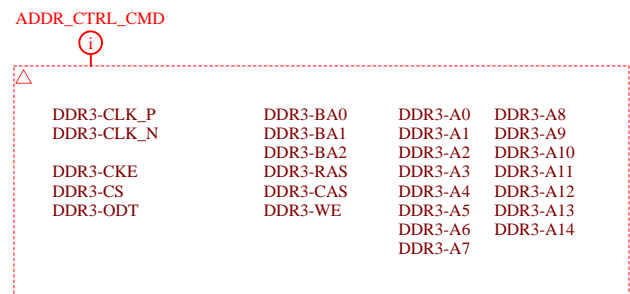 ADDR_CTRL_CMD
i
DDR3-CLK_P DDR3-BA0 DDR3-A0 DDR3-A8
DDR3-CLK_N DDR3-BA1 DDR3-A1 DDR3-A9
DDR3-BA2 DDR3-A2 DDR3-A10
DDR3-CKE DDR3-RAS DDR3-A3 DDR3-A11
DDR3-CS DDR3-CAS DDR3-A4 DDR3-A12
DDR3-ODT DDR3-WE DDR3-A5 DDR3-A13
DDR3-A6 DDR3-A14
DDR3-A7